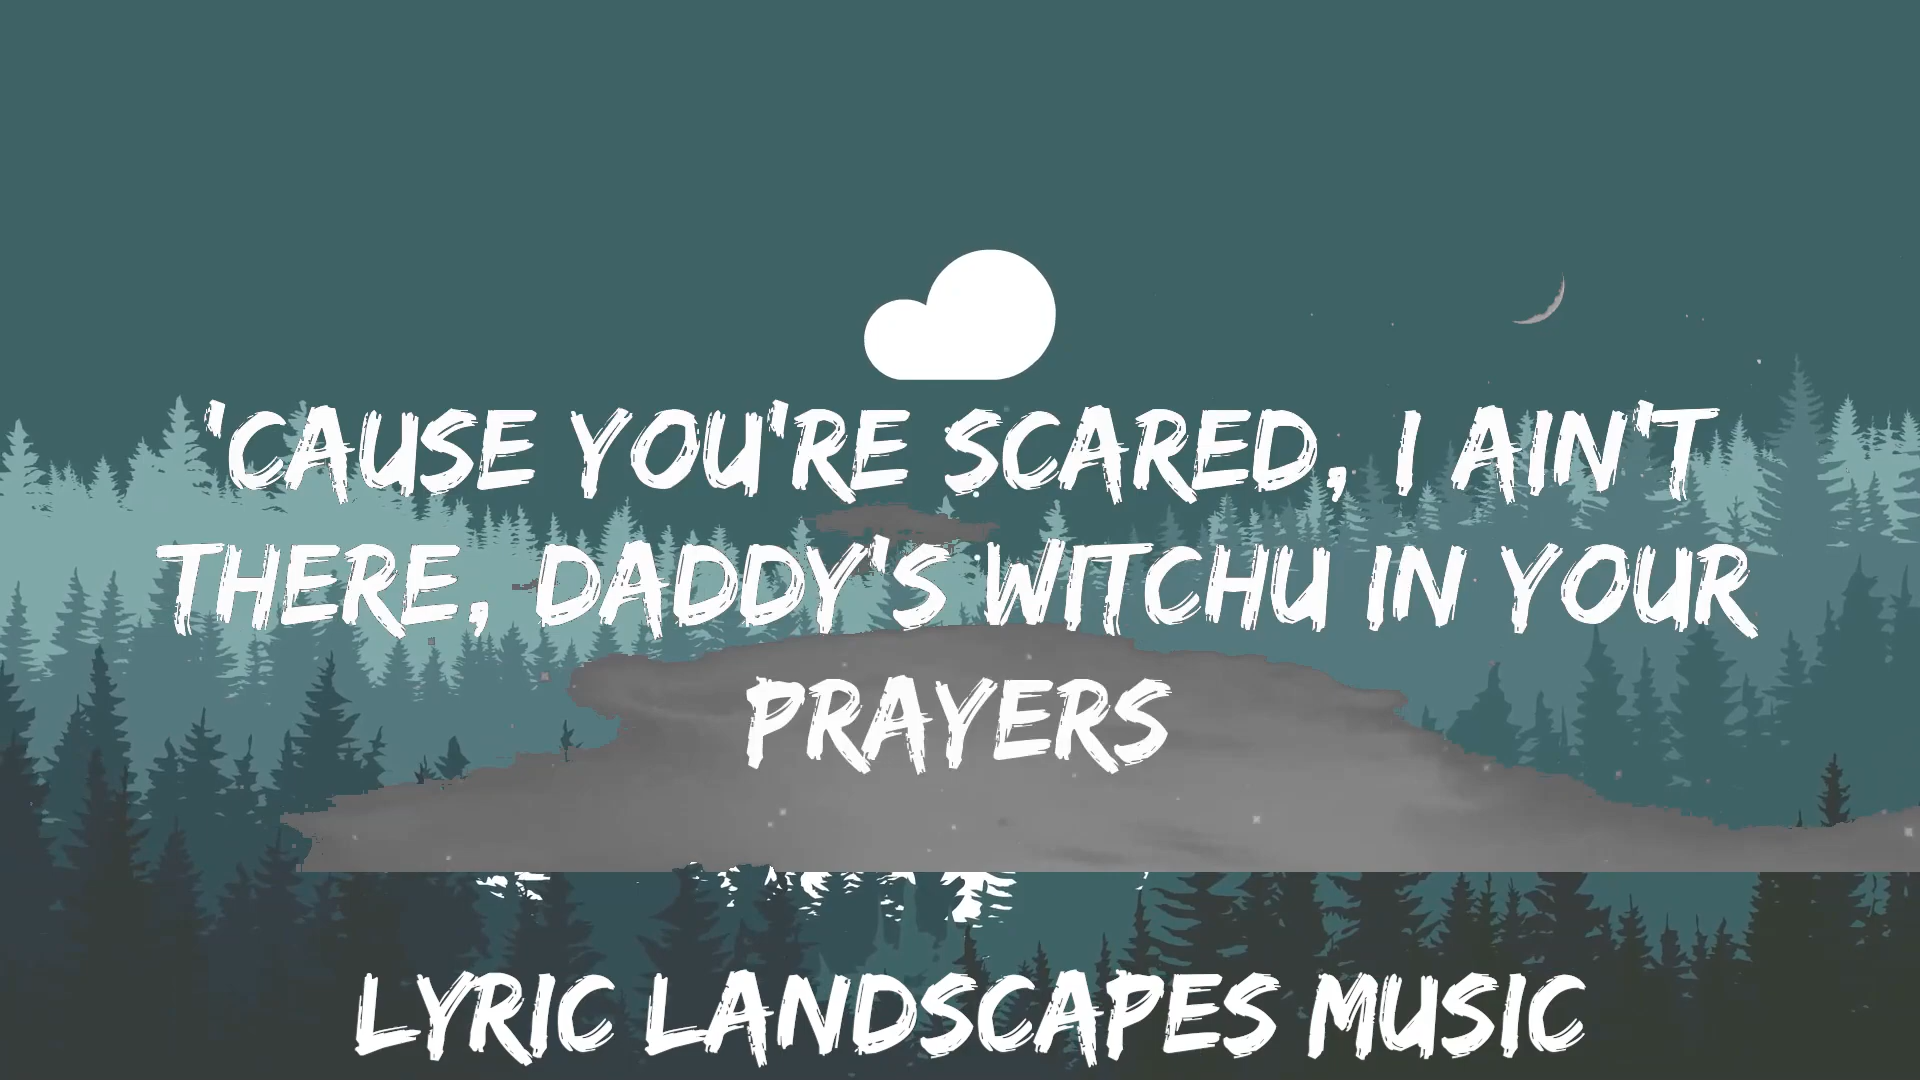 'CAUSE YOU'RE SCARED, I AIN'T
THERE, DADDY'S WITCHU IN YOUR
PRAYERS
LYRIC LANDSCAPES MUSIC